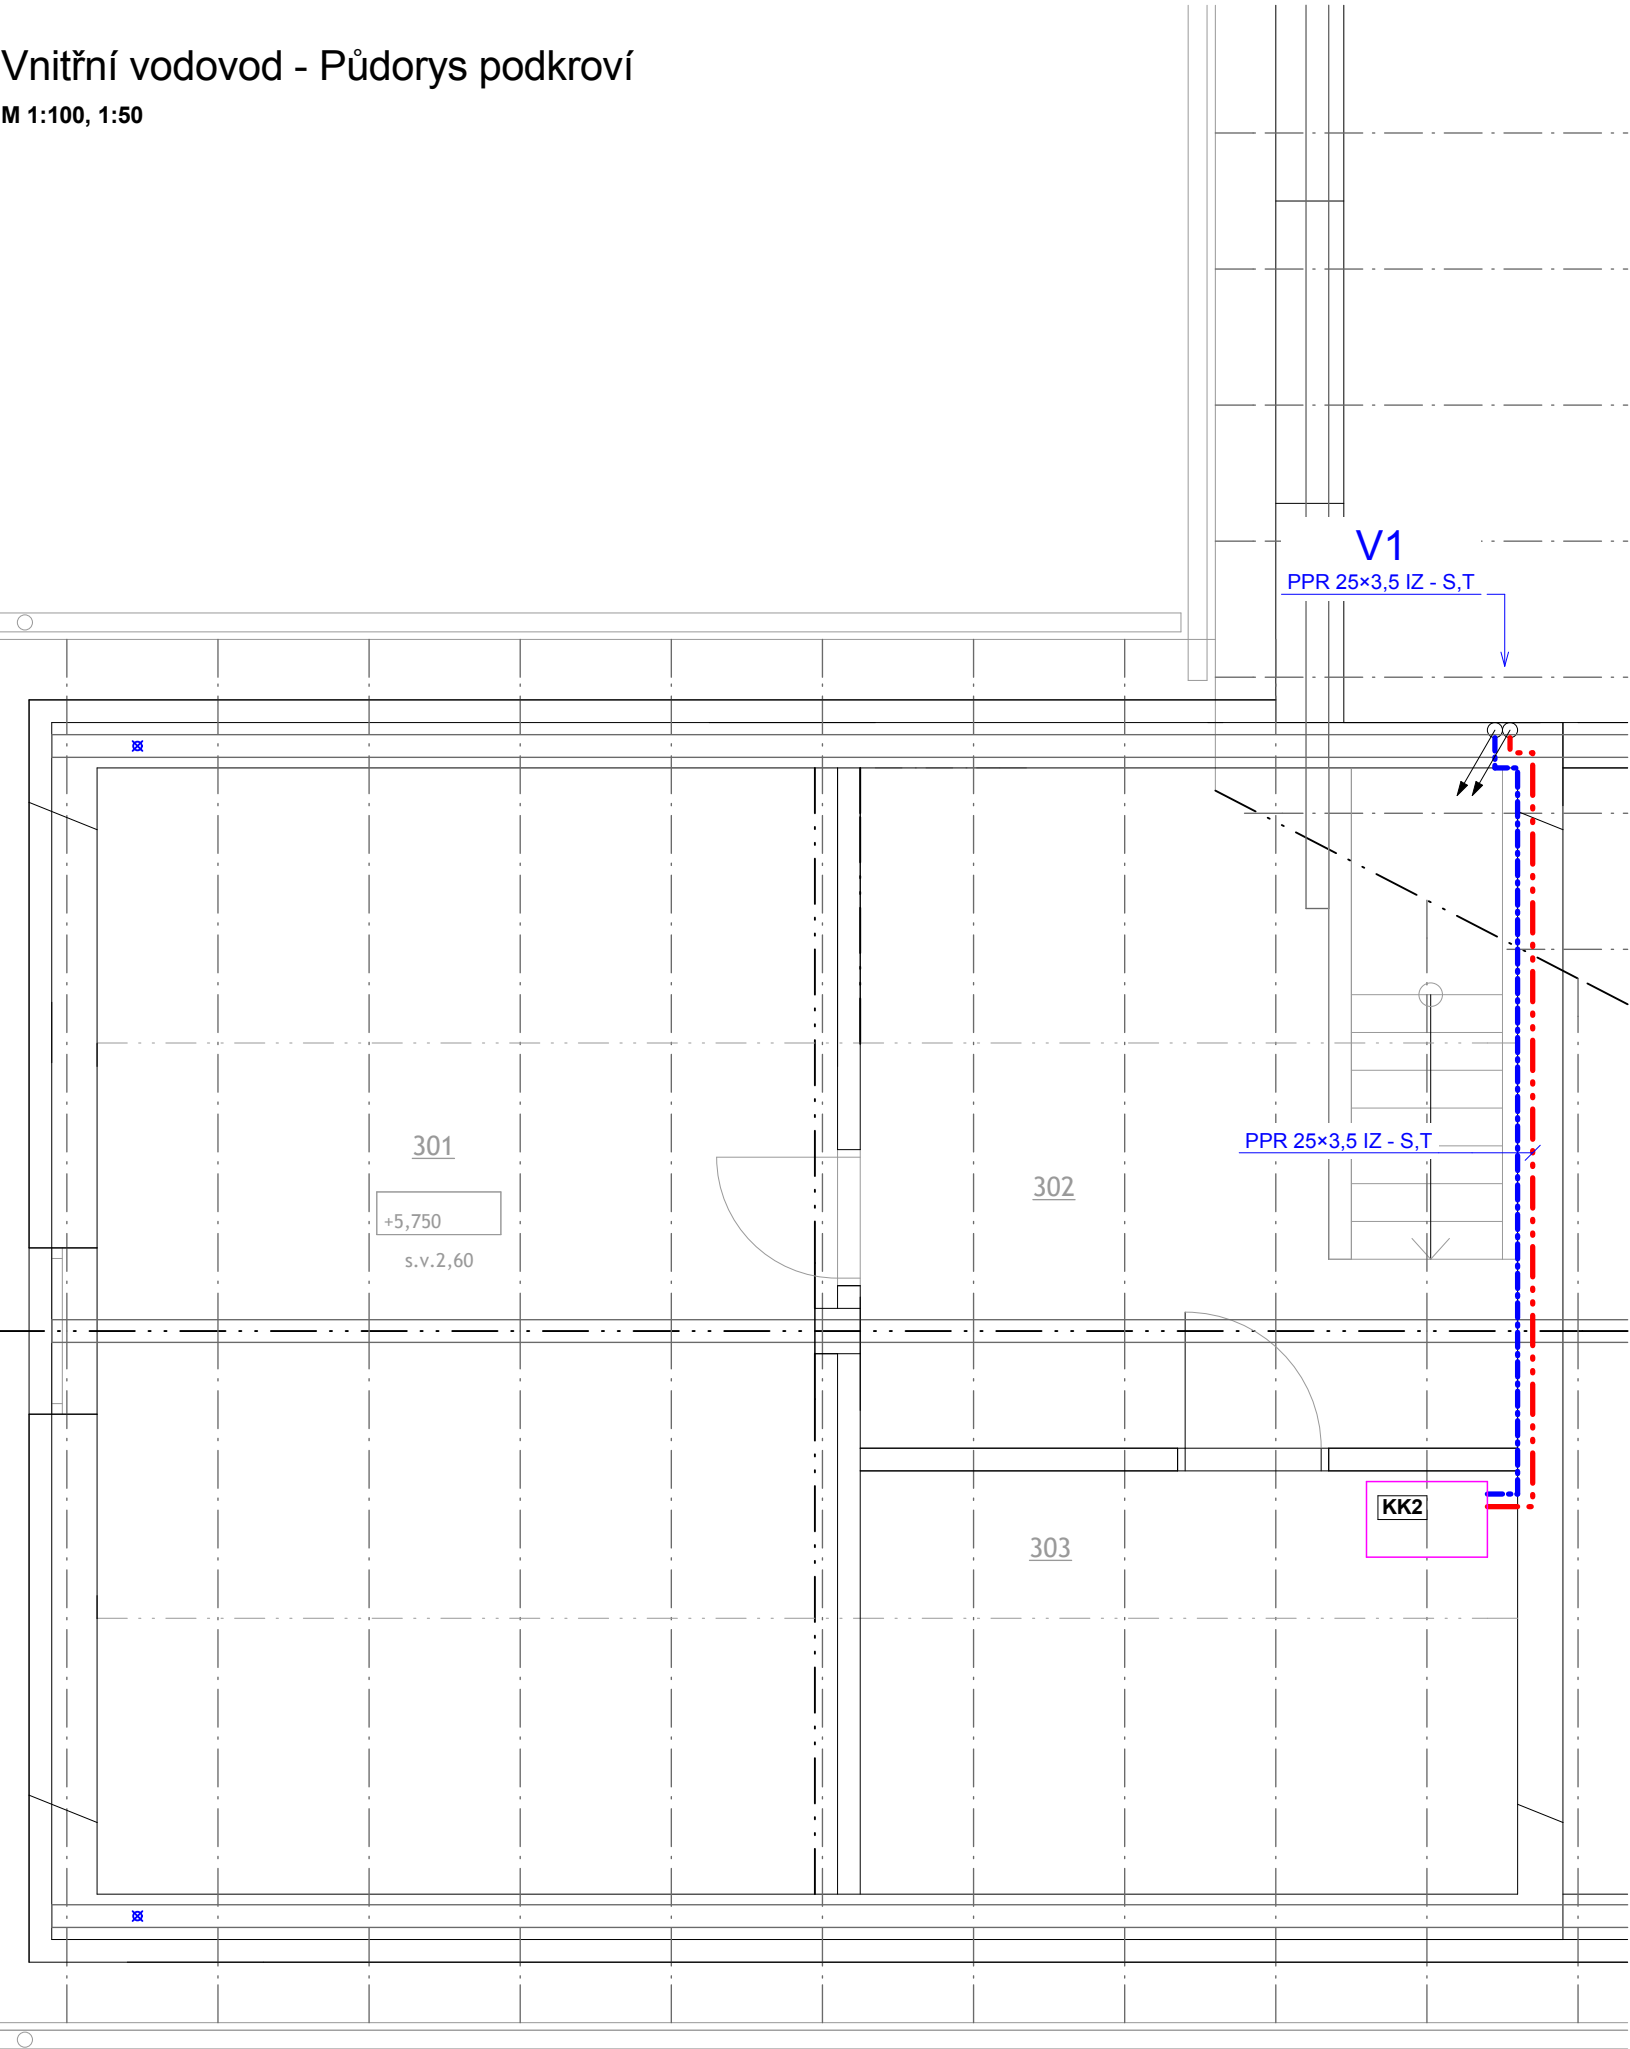 Vnitřní vodovod - Půdorys podkroví
M 1:100, 1:50
V1
PPR 25×3,5 IZ - S,T
301
+5,750
s.v.2,60
302
PPR 25×3,5 IZ - S,T
KK2
303